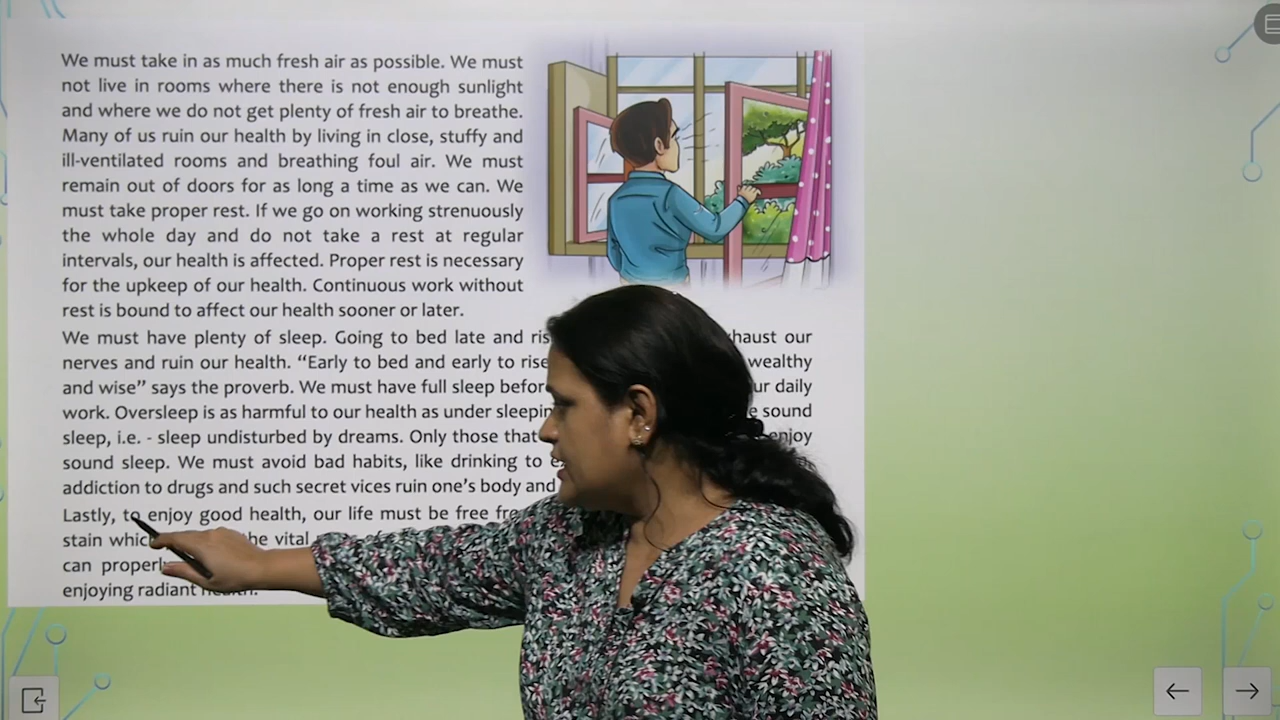 We must take in as much fresh air as possible. We must
not live in rooms where there is not enough sunlight
and where we do not get plenty of fresh air to breathe.
Many of us ruin our health by living in close, stuffy and
ill-ventilated rooms and breathing foul air. We must
remain out of doors for as long a time as we can. We
must take proper rest. If we go on working strenuously
the whole day and do not take a rest at regular
intervals, our health is affected. Proper rest is necessary
for the upkeep of our health. Continuous work without
rest is bound to affect our health sooner or later.
We must have plenty of sleep. Going to bed late and our
nerves and ruin our health. “Early to bed and early to rise wealthy
and wise” says the proverb. We must have full sleep daily
work. Oversleep is as harmful to our health as under sound
sleep, i.e. - sleep undisturbed by dreams. Only those that enjoy
sound sleep. We must avoid bad habits, like drinking to
addiction to drugs and such secret vices ruin one’s body and
Lastly, to enjoy good health, our life must be free
stain the vital
can
enjoying radiant health.